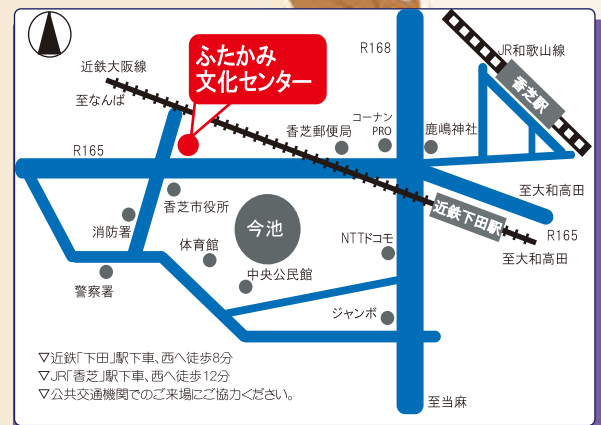 R168
JR和歌山線
香芝駅
ふたかみ
文化センター
近鉄大阪線
至なんば
コーナン
PRO
香芝郵便局
鹿嶋神社
R165
至大和高田
香芝市役所
近鉄下田駅
R165
消防署
今池
体育館
NTTドコモ
至大和高田
中央公民館
警察署
ジャンボ
▽近鉄「下田」駅下車、西へ徒歩8分
▽JR「香芝」駅下車、西へ徒歩12分
▽公共交通機関でのご来場にご協力ください。
至当麻